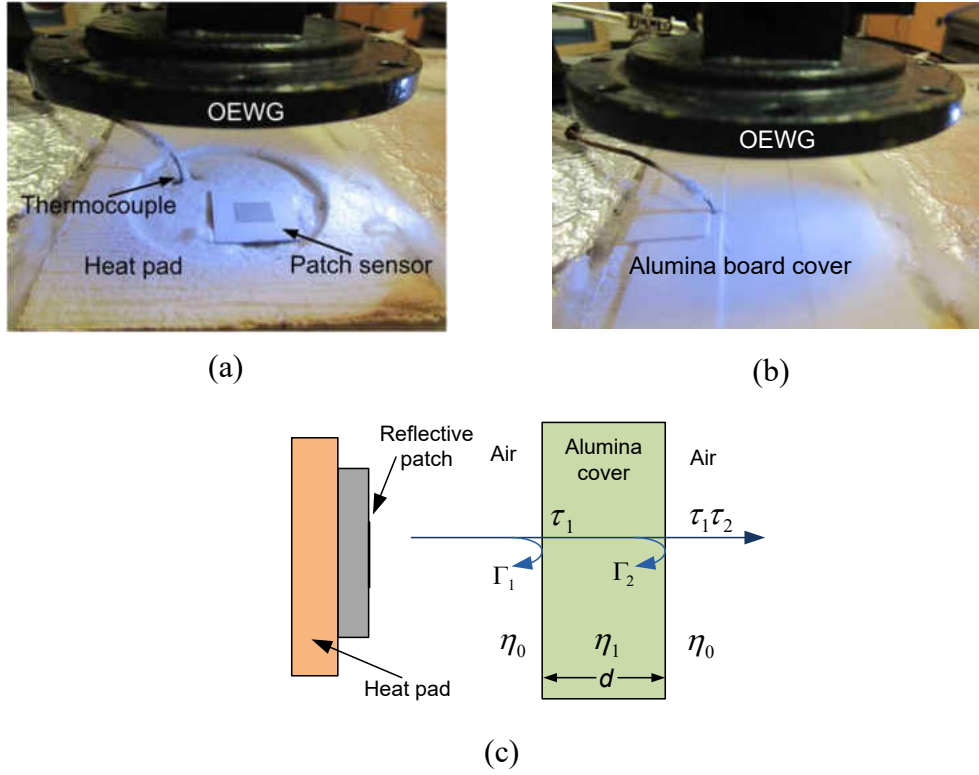 OEWG
Thermocouple
Heat pad
Patch sensor
(a)
OEWG
Alumina board cover
(b)
Reflective
patch
Air
Alumina
cover
Air
τ₁
τ₁τ₂
Γ₁
Γ₂
η₀
η₁
η₀
d
Heat pad
(c)